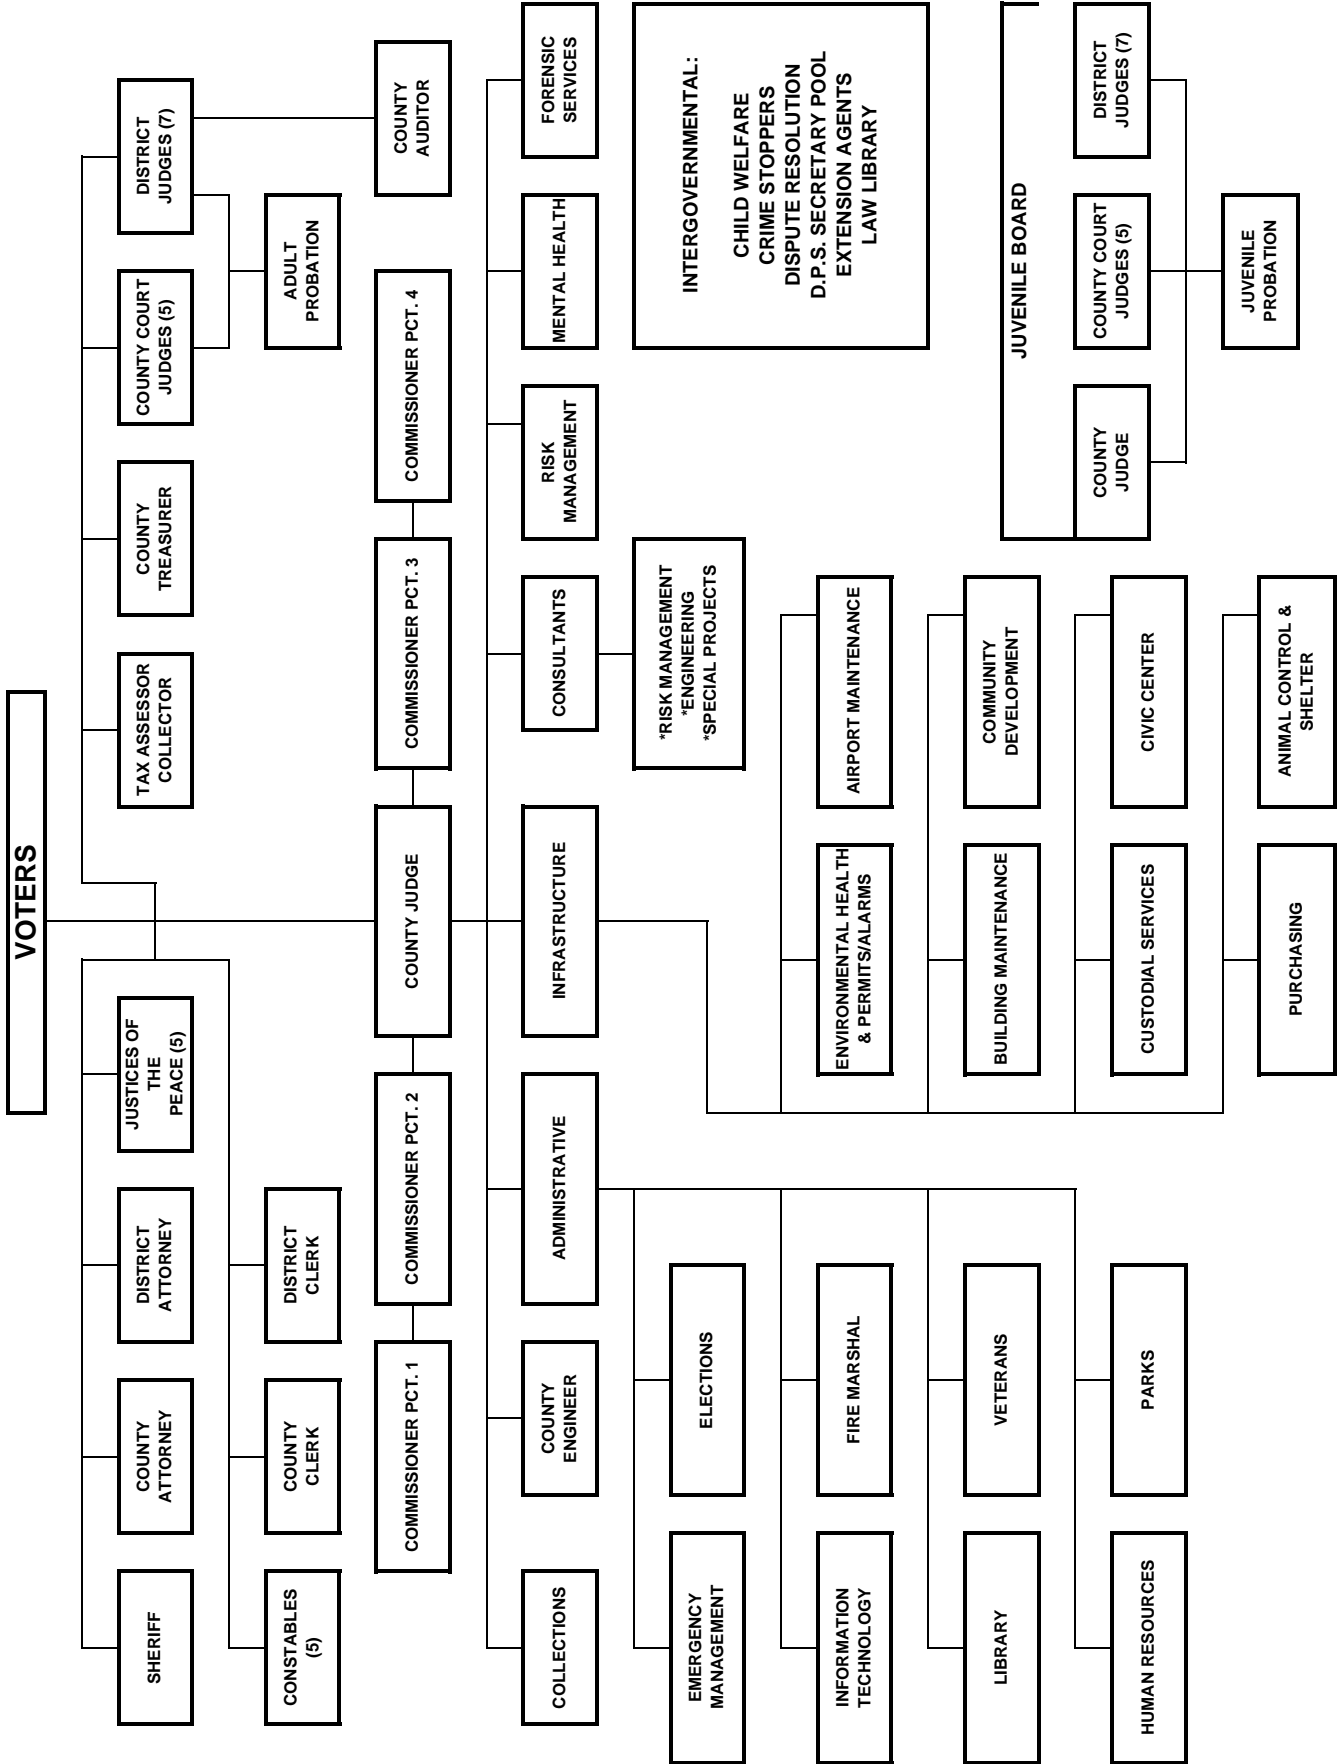 VOTERS
SHERIFF
COUNTY
ATTORNEY
DISTRICT
ATTORNEY
JUSTICES OF
THE
PEACE (5)
TAX ASSESSOR
COLLECTOR
COUNTY
TREASURER
COUNTY COURT
JUDGES (5)
DISTRICT
JUDGES (7)
CONSTABLES
(5)
COUNTY
CLERK
DISTRICT
CLERK
ADULT
PROBATION
COMMISSIONER PCT. 1
COMMISSIONER PCT. 2
COUNTY JUDGE
COMMISSIONER PCT. 3
COMMISSIONER PCT. 4
COUNTY
AUDITOR
COLLECTIONS
COUNTY
ENGINEER
ADMINISTRATIVE
INFRASTRUCTURE
CONSULTANTS
RISK
MANAGEMENT
MENTAL HEALTH
FORENSIC
SERVICES
*RISK MANAGEMENT
*ENGINEERING
*SPECIAL PROJECTS
INTERGOVERNMENTAL:
CHILD WELFARE
CRIME STOPPERS
DISPUTE RESOLUTION
D.P.S. SECRETARY POOL
EXTENSION AGENTS
LAW LIBRARY
EMERGENCY
MANAGEMENT
ELECTIONS
INFORMATION
TECHNOLOGY
FIRE MARSHAL
ENVIRONMENTAL HEALTH
& PERMITS/ALARMS
AIRPORT MAINTENANCE
LIBRARY
VETERANS
BUILDING MAINTENANCE
COMMUNITY
DEVELOPMENT
HUMAN RESOURCES
PARKS
CUSTODIAL SERVICES
CIVIC CENTER
PURCHASING
ANIMAL CONTROL &
SHELTER
JUVENILE BOARD
COUNTY
JUDGE
COUNTY COURT
JUDGES (5)
DISTRICT
JUDGES (7)
JUVENILE
PROBATION